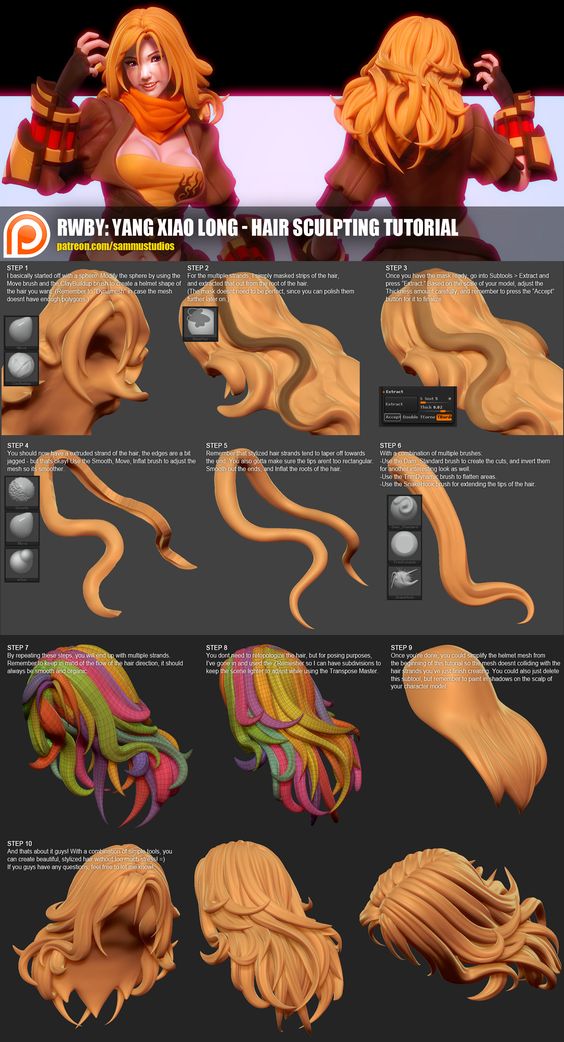 RWBY: YANG XIAO LONG - HAIR SCULPTING TUTORIAL
patreon.com/sammustudios
STEP 1
I basically started off with a sphere. Modify the sphere by using the
Move brush and the ClayBuildup brush to create a helmet shape of
the hair you want. (Remember to "Dynamesh" in case the mesh
doesnt have enough polygons.)
STEP 2
For the multiple strands, I simply masked strips of the hair,
and extracted that out from the root of the hair.
(The mask doesnt need to be perfect, since you can polish them
further later on.)
STEP 3
Once you have the mask ready, go into Subtools > Extract and
press "Extract." Based on the scale of your model, adjust the
Thickness amount carefully, and remember to press the "Accept"
button for it to finalize.
Extract
Extract
S Smt 5
Thick 0.02
Accept Double TCorne TBorde
STEP 4
You should now have a extruded strand of the hair, the edges are a bit
jagged - but thats okay! Use the Smooth, Move, Inflat brush to adjust the
mesh so its smoother.
STEP 5
Remember that stylized hair strands tend to taper off towards
the end. You also gotta make sure the tips arent too rectangular.
Smooth out the ends, and Inflat the roots of the hair.
STEP 6
With a combination of multiple brushes:
-Use the Dam_Standard brush to create the cuts, and invert them
for another interesting look as well.
-Use the TrimDynamic brush to flatten areas.
-Use the SnakeHook brush for extending the tips of the hair.
STEP 7
By repeating these steps, you will end up with multiple strands.
Remember to keep in mind of the flow of the hair direction, it should
always be smooth and organic.
STEP 8
You dont need to retopologize the hair, but for posing purposes,
I've gone in and used the ZRemesher so I can have subdivisions to
keep the scene lighter to adjust while using the Transpose Master.
STEP 9
Once you're done, you could simplify the helmet mesh from
the beginning of this tutorial so the mesh doesnt colliding with the
hair strands you've just finish creating. You could also just delete
this subtool, but remember to paint in shadows on the scalp of
your character model.
STEP 10
And thats about it guys! With a combination of simple tools, you
can create beautiful, stylized hair without too much stress! =)
If you guys have any questions, feel free to let me know!